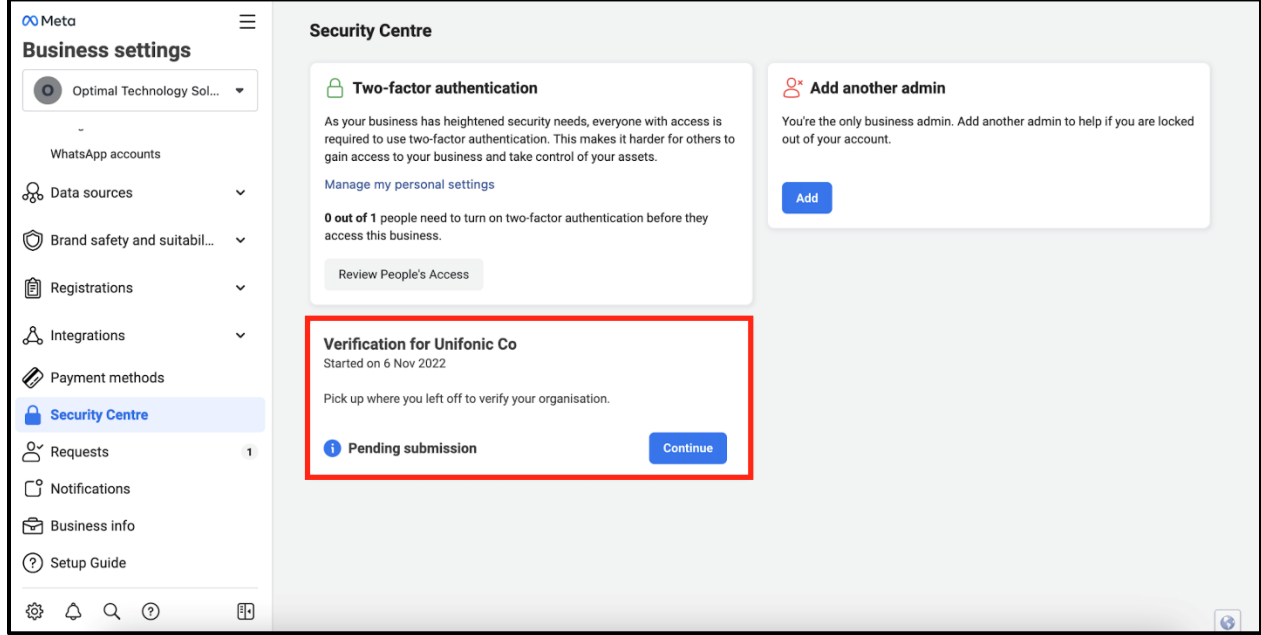 Meta
Business settings
O
Optimal Technology Sol...
WhatsApp accounts
Data sources
Brand safety and suitabil...
Registrations
Integrations
Payment methods
Security Centre
Requests
1
Notifications
Business info
Setup Guide
Security Centre
Two-factor authentication
As your business has heightened security needs, everyone with access is
required to use two-factor authentication. This makes it harder for others to
gain access to your business and take control of your assets.
Manage my personal settings
0 out of 1 people need to turn on two-factor authentication before they
access this business.
Review People's Access
Add another admin
You're the only business admin. Add another admin to help if you are locked
out of your account.
Add
Verification for Unifonic Co
Started on 6 Nov 2022
Pick up where you left off to verify your organisation.
Pending submission
Continue